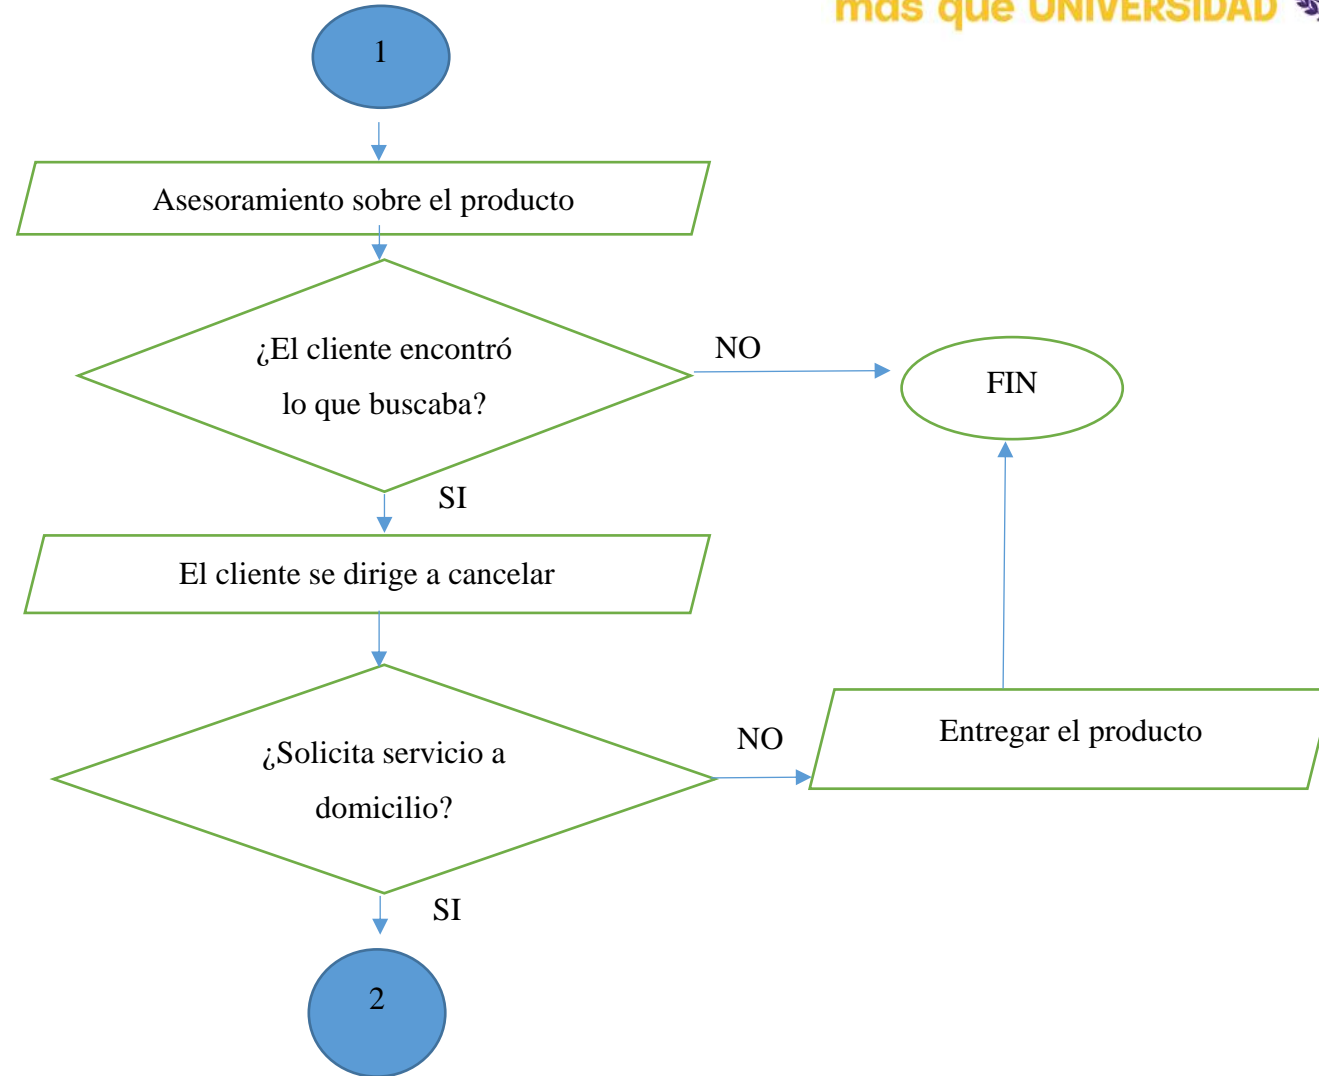 más que UNIVERSIDAD
1
Asesoramiento sobre el producto
¿El cliente encontró
lo que buscaba?
NO
FIN
SI
El cliente se dirige a cancelar
¿Solicita servicio a
domicilio?
NO
Entregar el producto
SI
2